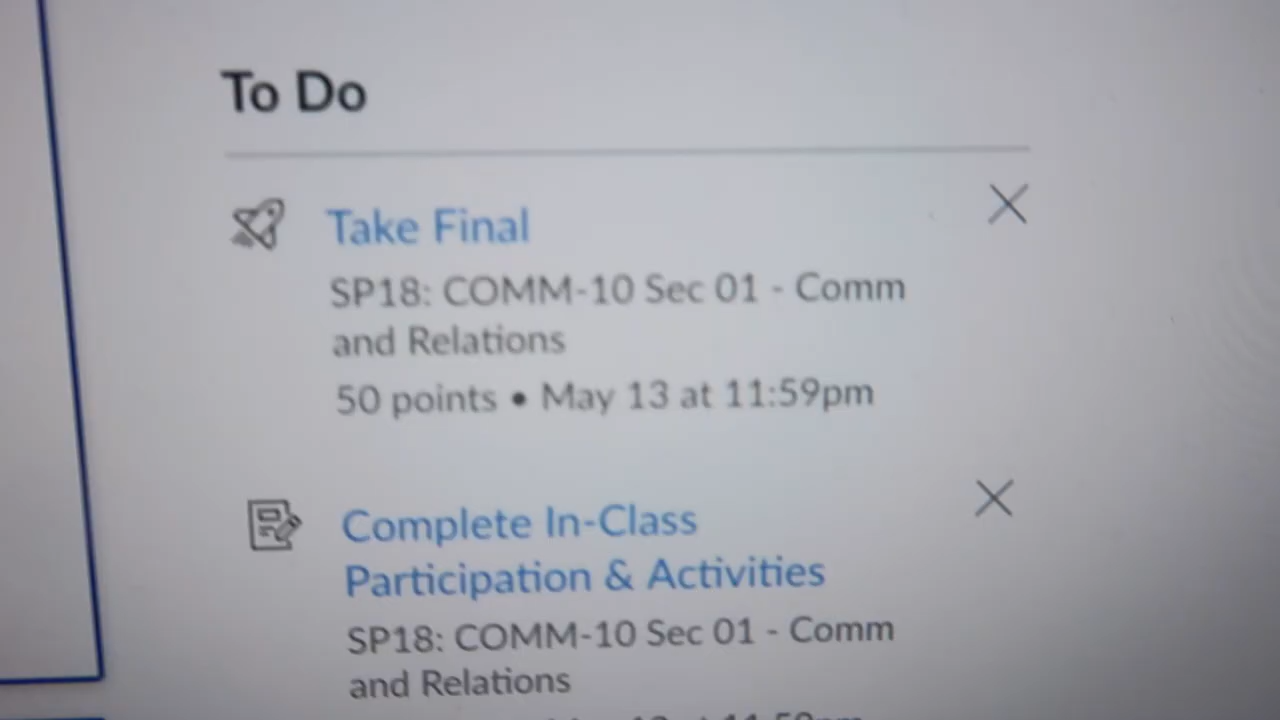 To Do
Take Final
SP18: COMM-10 Sec 01 - Comm
and Relations
50 points • May 13 at 11:59pm
Complete In-Class
Participation & Activities
SP18: COMM-10 Sec 01 - Comm
and Relations